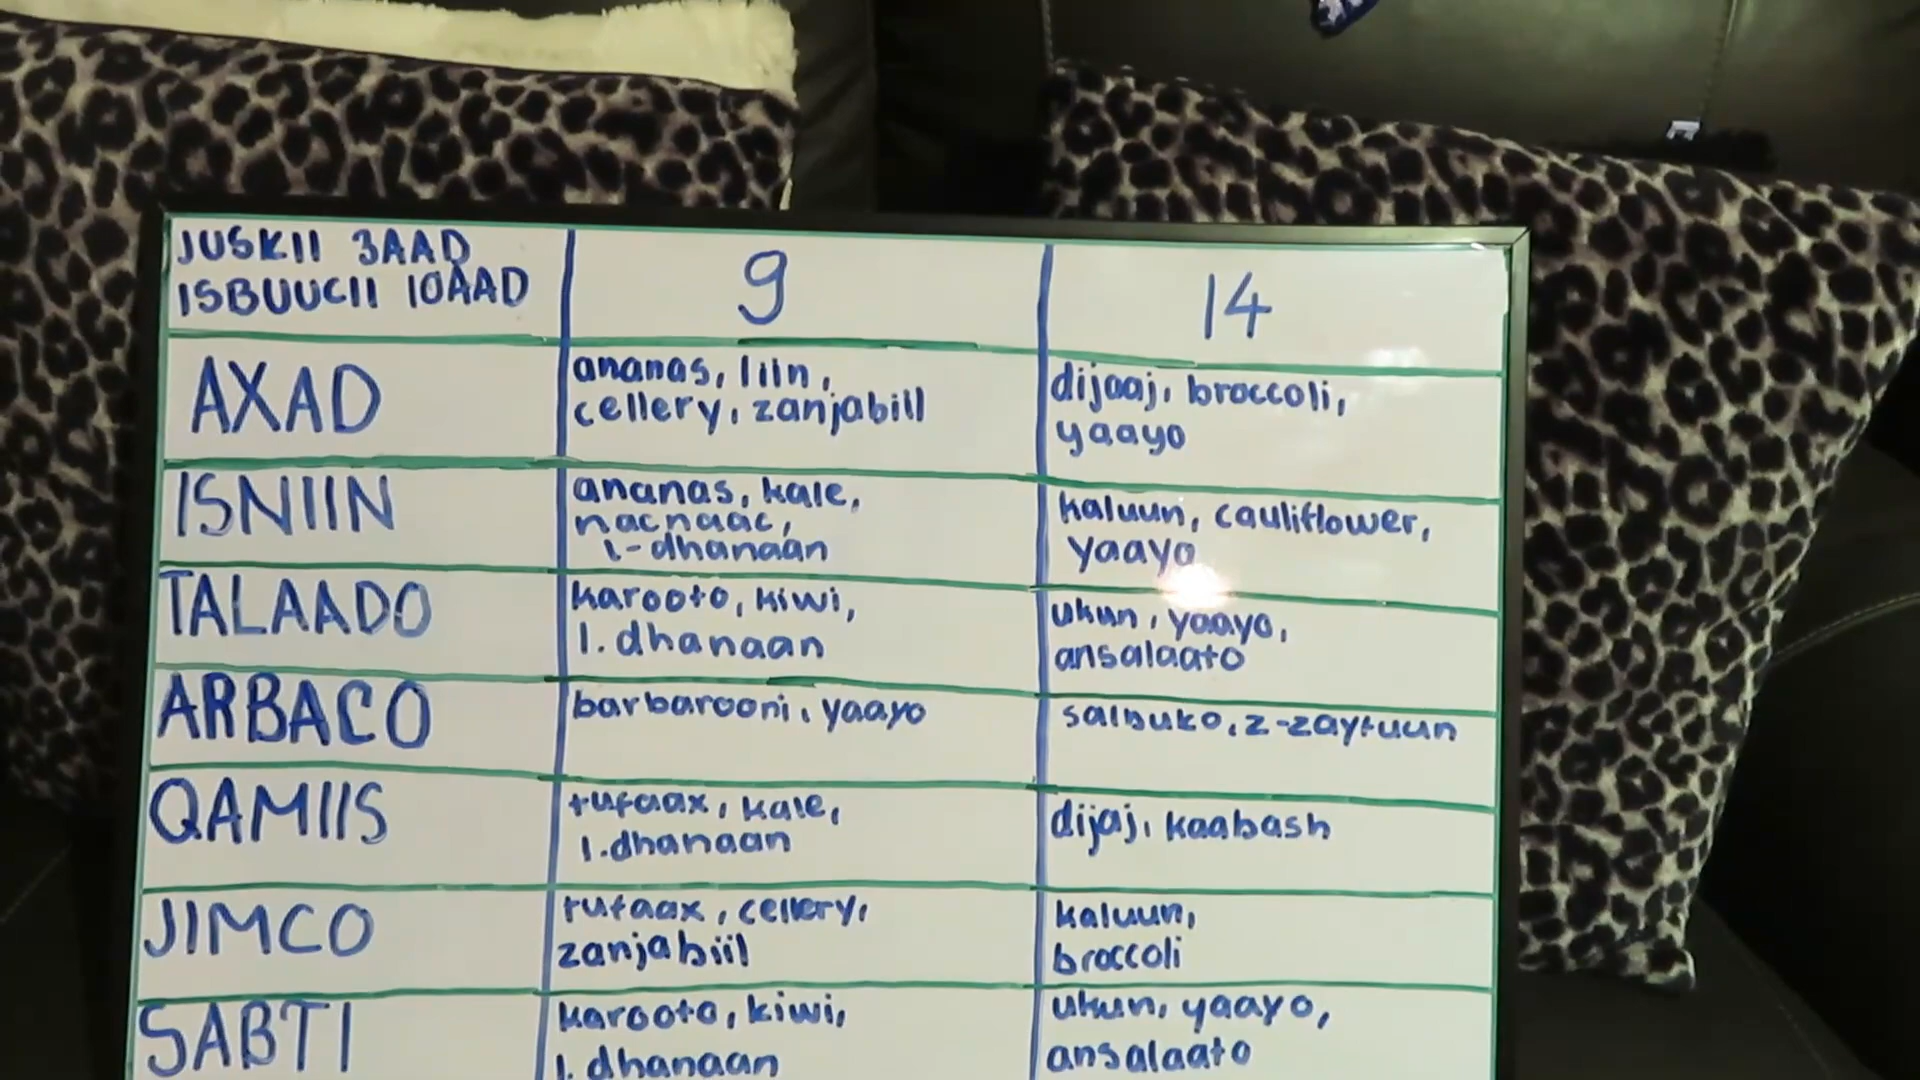 JUSKII 3AAD
ISBUUCII 10AAD
9
14
AXAD
ananas, liin,
cellery, zanjabill
dijaaj, broccoli,
yaayo
ISNIIN
ananas, kale,
nacnaac,
l-dhanaan
kaluun, cauliflower,
yaayo
TALAADO
karooto, kiwi,
l.dhanaan
ukun, yaayo,
ansalaato
ARBACO
barbarooni, yaayo
salbuko, z-zaytuun
QAMIIS
tufaax, kale,
l.dhanaan
dijaj, kaabash
JIMCO
tufaax, cellery,
zanjabiil
kaluun,
broccoli
SABTI
karooto, kiwi,
l.dhanaan
ukun, yaayo,
ansalaato